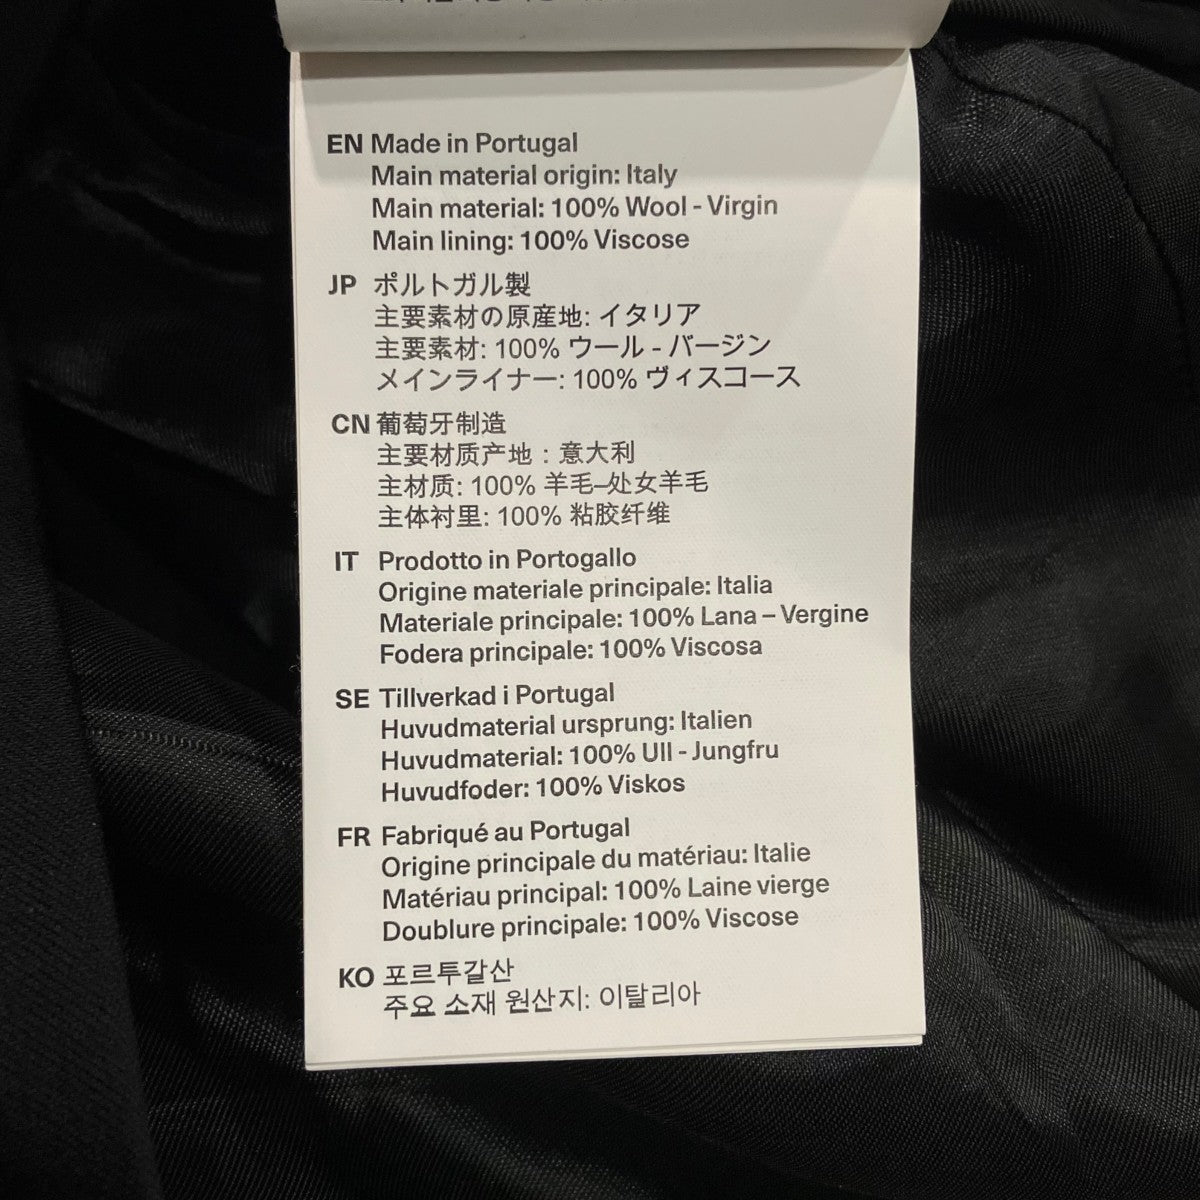 EN Made in Portugal
Main material origin: Italy
Main material: 100% Wool - Virgin
Main lining: 100% Viscose
JP ポルトガル製
主要素材の原産地: イタリア
主要素材: 100% ウール - バージン
メインライナー: 100% ヴィスコース
CN 葡萄牙制造
主要材质产地：意大利
主材质: 100% 羊毛–处女羊毛
主体衬里: 100% 粘胶纤维
IT Prodotto in Portogallo
Origine materiale principale: Italia
Materiale principale: 100% Lana – Vergine
Fodera principale: 100% Viscosa
SE Tillverkad i Portugal
Huvudmaterial ursprung: Italien
Huvudmaterial: 100% Ull - Jungfru
Huvudfoder: 100% Viskos
FR Fabriqué au Portugal
Origine principale du matériau: Italie
Matériau principal: 100% Laine vierge
Doublure principale: 100% Viscose
KO 포르투갈산
주요 소재 원산지: 이탈리아